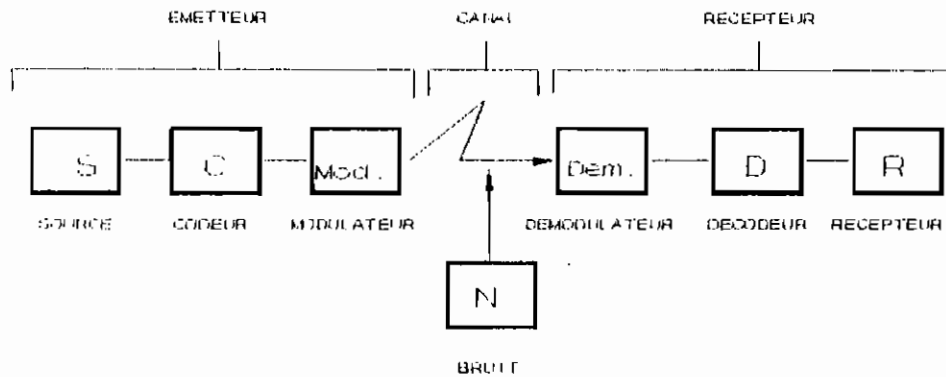 EMETTEUR CANAL RECEPTEUR
S C Mod. Dem. D R
SOURCE CODEUR MODULATEUR DEMODULATEUR DECODEUR RECEPTEUR
N
BRUIT